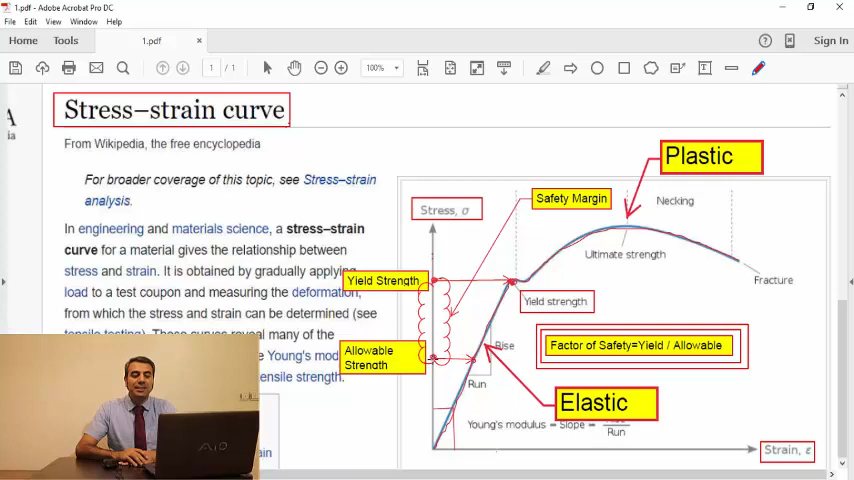 1.pdf - Adobe Acrobat Pro DC
File Edit View Window Help
Home Tools 1.pdf × Sign In
1 / 1 100%
A
ia
Stress–strain curve
From Wikipedia, the free encyclopedia
For broader coverage of this topic, see Stress–strain
analysis.
In engineering and materials science, a stress–strain
curve for a material gives the relationship between
stress and strain. It is obtained by gradually applying
load to a test coupon and measuring the deformation,
from which the stress and strain can be determined (see
tensile testing). These curves reveal many of the
e Young's mod
tensile strength.
Plastic
Safety Margin
Necking
Stress, σ
Ultimate strength
Yield Strength
Fracture
Yield strength
Allowable
Strength
Rise
Factor of Safety=Yield / Allowable
Run
Elastic
Young's modulus = Slope =
Run
Strain, ε